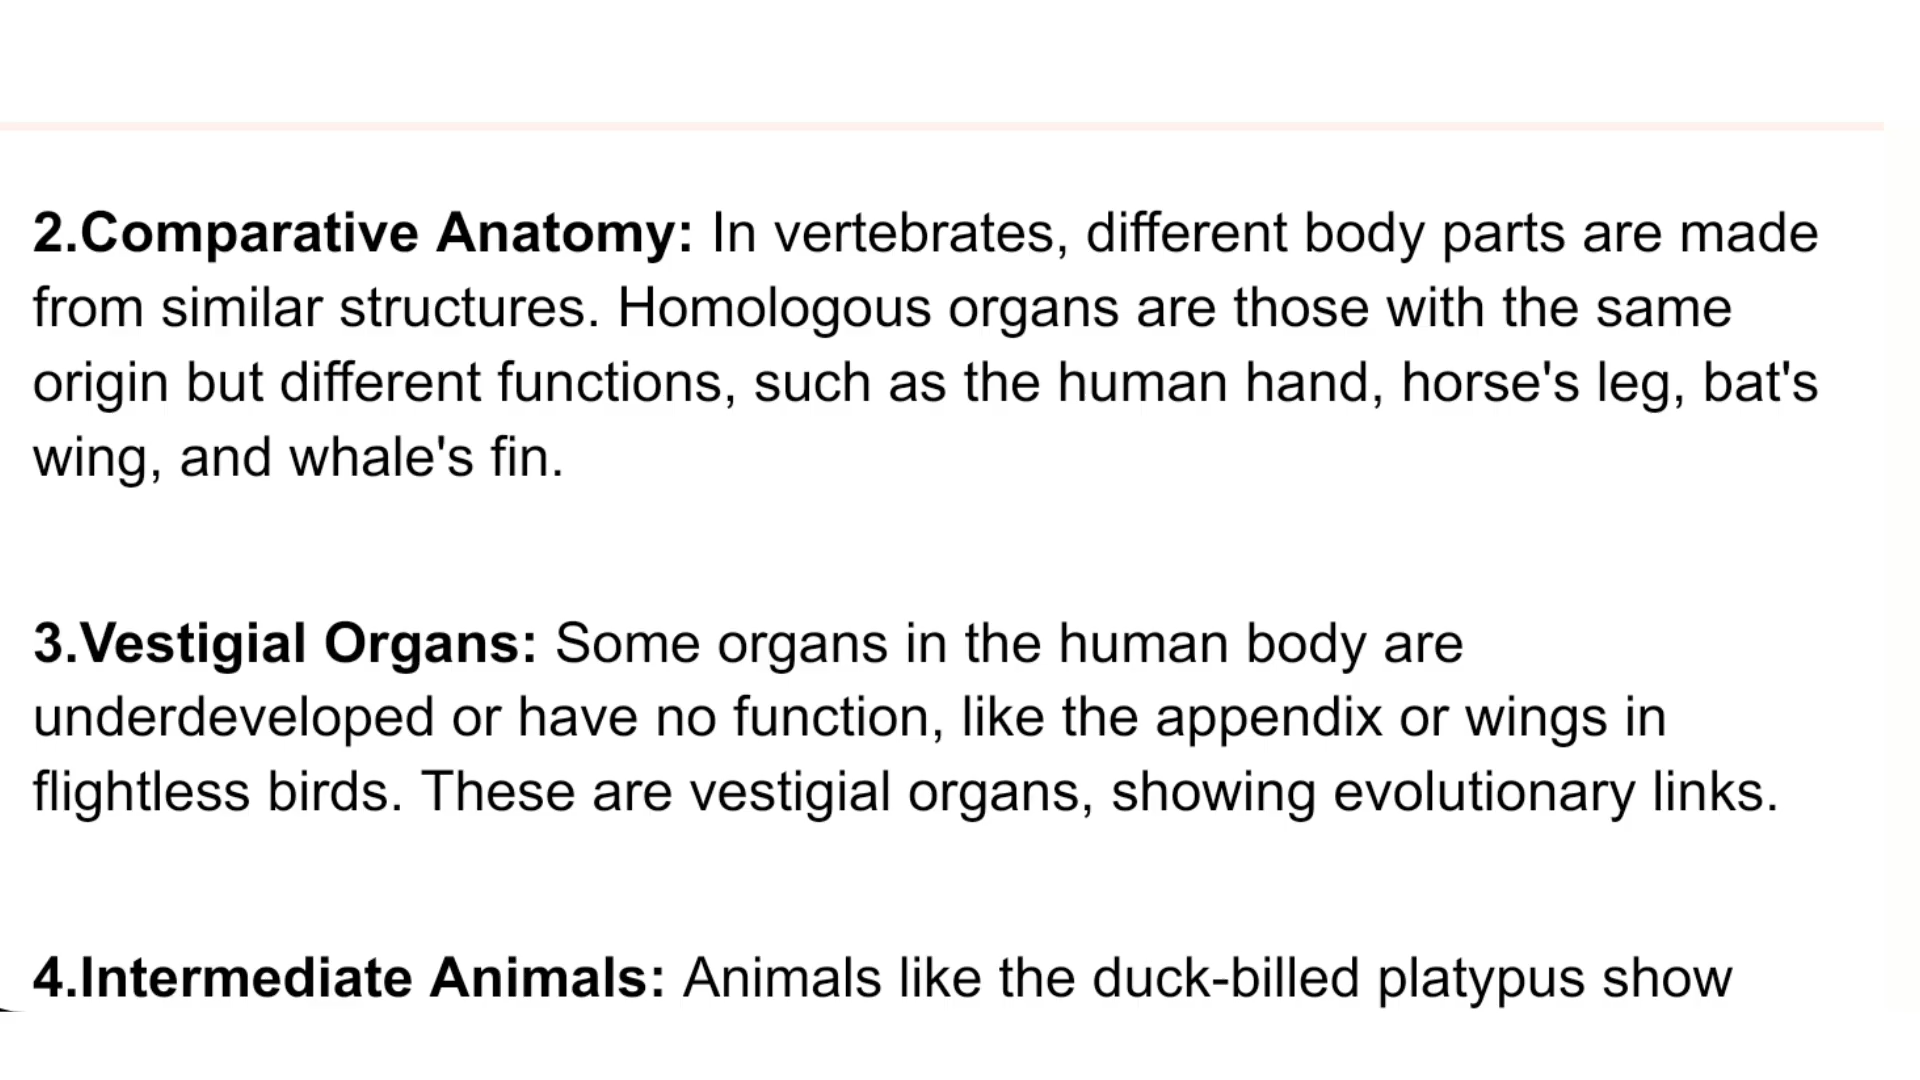 2.Comparative Anatomy: In vertebrates, different body parts are made
from similar structures. Homologous organs are those with the same
origin but different functions, such as the human hand, horse's leg, bat's
wing, and whale's fin.
3.Vestigial Organs: Some organs in the human body are
underdeveloped or have no function, like the appendix or wings in
flightless birds. These are vestigial organs, showing evolutionary links.
4.Intermediate Animals: Animals like the duck-billed platypus show